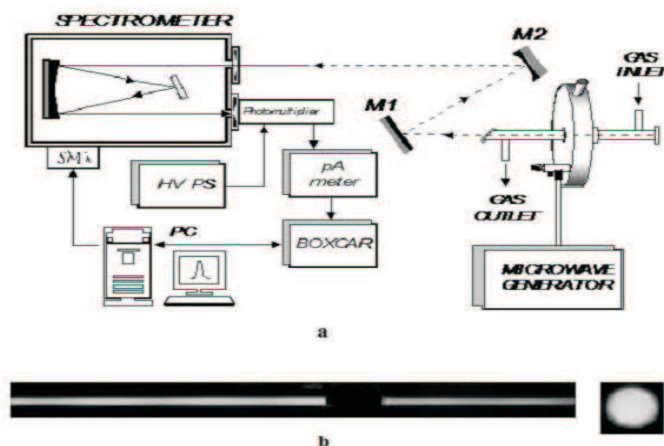 SPECTROMETER
M2
GAS
INLET
M1
Photomultiplier
SM
HV PS
pA
meter
GAS
OUTLET
PC
BOXCAR
MICROWAVE
GENERATOR
a
b